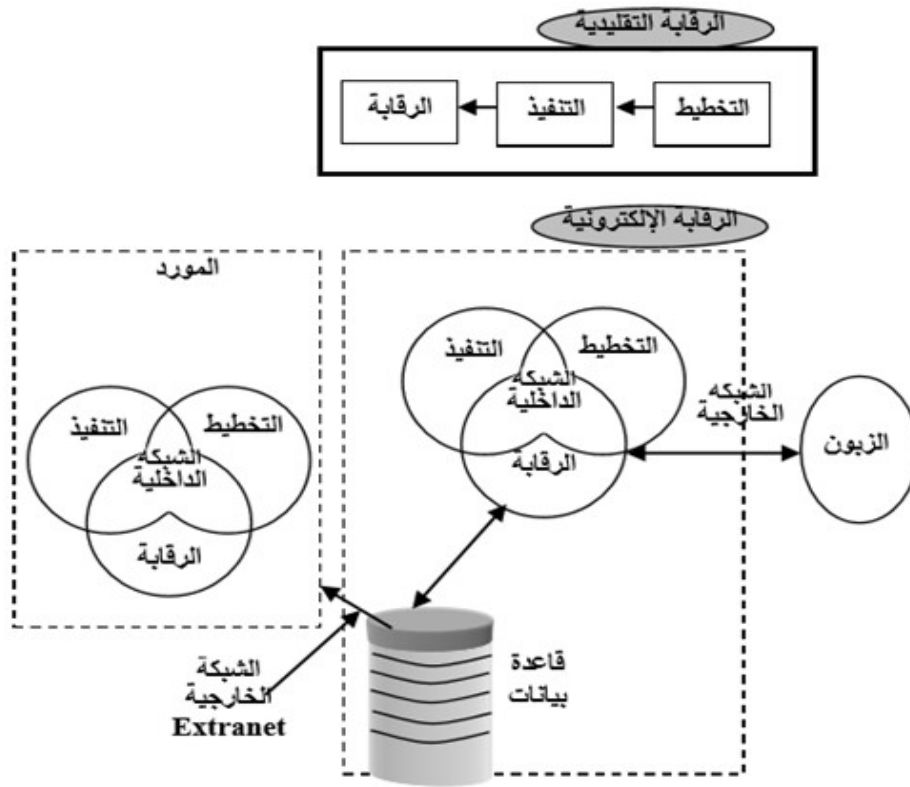 الرقابة التقليدية
التخطيط
التنفيذ
الرقابة
الرقابة الإلكترونية
المورد
التخطيط
التنفيذ
الشبكة
الداخلية
الرقابة
الشبكة
الخارجية
الزبون
التخطيط
التنفيذ
الشبكة
الداخلية
الرقابة
قاعدة
بيانات
الشبكة
الخارجية
Extranet